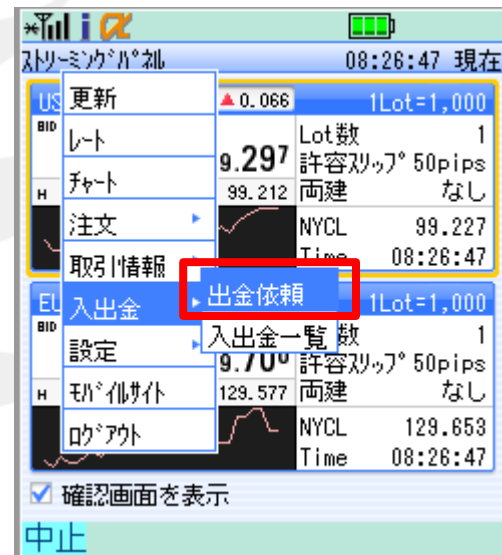 ｽﾄﾘｰﾐﾝｸﾞﾊﾟﾈﾙ 08:26:47 現在
US ▲0.066 1Lot=1,000
BID 9.297 Lot数 1
許容ｽﾘｯﾌﾟ 50pips
H 99.212 両建 なし
NYCL 99.227
Time 08:26:47
更新
ﾚｰﾄ
ﾁｬｰﾄ
注文
取引情報
入出金
設定
ﾓﾊﾞｲﾙｻｲﾄ
ﾛｸﾞｱｳﾄ
出金依頼
入出金一覧
EU 1Lot=1,000
BID 9.700 数 1
許容ｽﾘｯﾌﾟ 50pips
H 129.577 両建 なし
NYCL 129.653
Time 08:26:47
確認画面を表示
中止